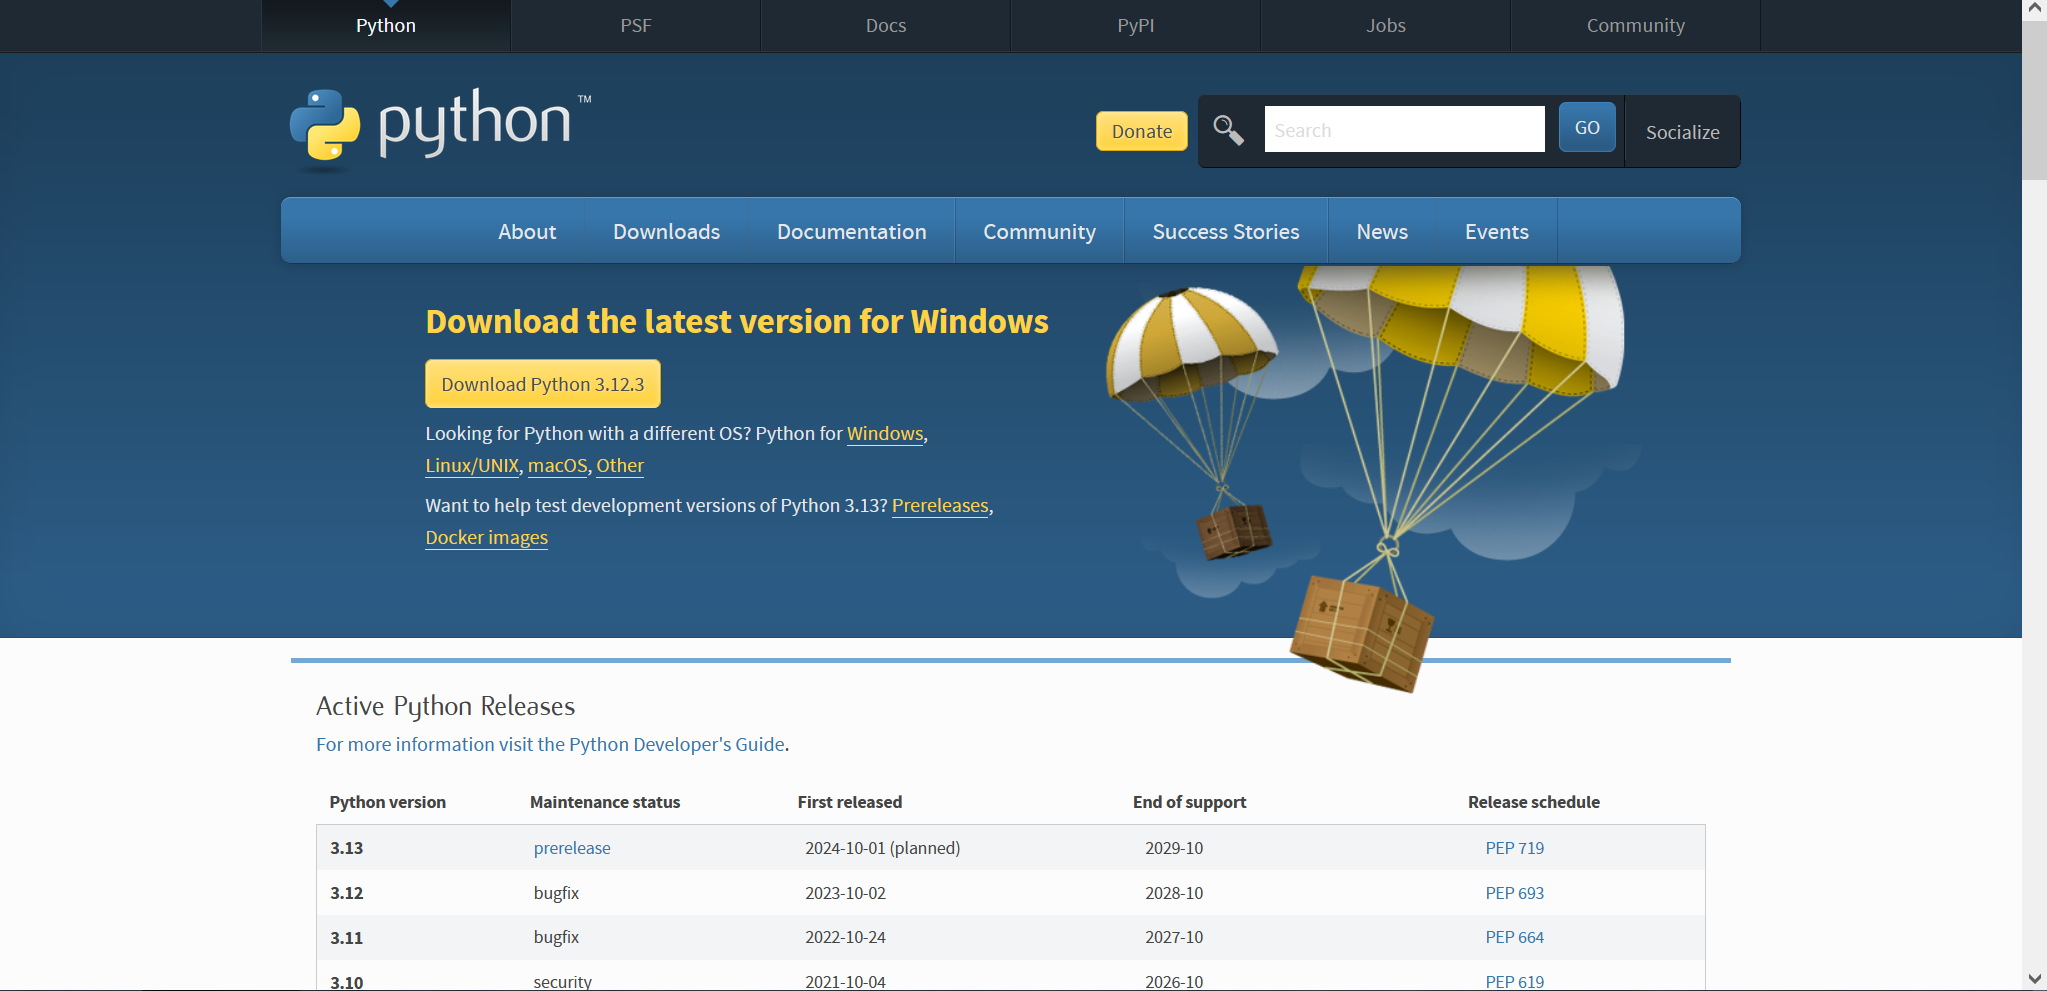 Python PSF Docs PyPI Jobs Community
python™
Donate Search GO Socialize
About Downloads Documentation Community Success Stories News Events
Download the latest version for Windows
Download Python 3.12.3
Looking for Python with a different OS? Python for Windows,
Linux/UNIX, macOS, Other
Want to help test development versions of Python 3.13? Prereleases,
Docker images
Active Python Releases
For more information visit the Python Developer's Guide.
Python version Maintenance status First released End of support Release schedule
3.13 prerelease 2024-10-01 (planned) 2029-10 PEP 719
3.12 bugfix 2023-10-02 2028-10 PEP 693
3.11 bugfix 2022-10-24 2027-10 PEP 664
3.10 security 2021-10-04 2026-10 PEP 619